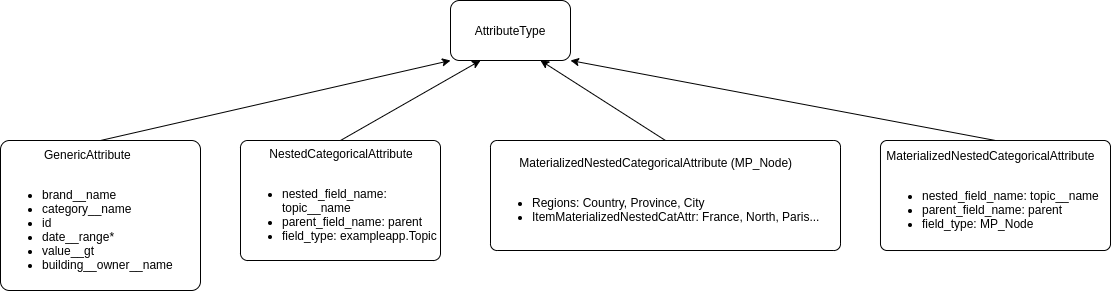 AttributeType
GenericAttribute
brand__name
category__name
id
date__range*
value__gt
building__owner__name
NestedCategoricalAttribute
nested_field_name:
topic__name
parent_field_name: parent
field_type: exampleapp.Topic
MaterializedNestedCategoricalAttribute (MP_Node)
Regions: Country, Province, City
ItemMaterializedNestedCatAttr: France, North, Paris...
MaterializedNestedCategoricalAttribute
nested_field_name: topic__name
parent_field_name: parent
field_type: MP_Node